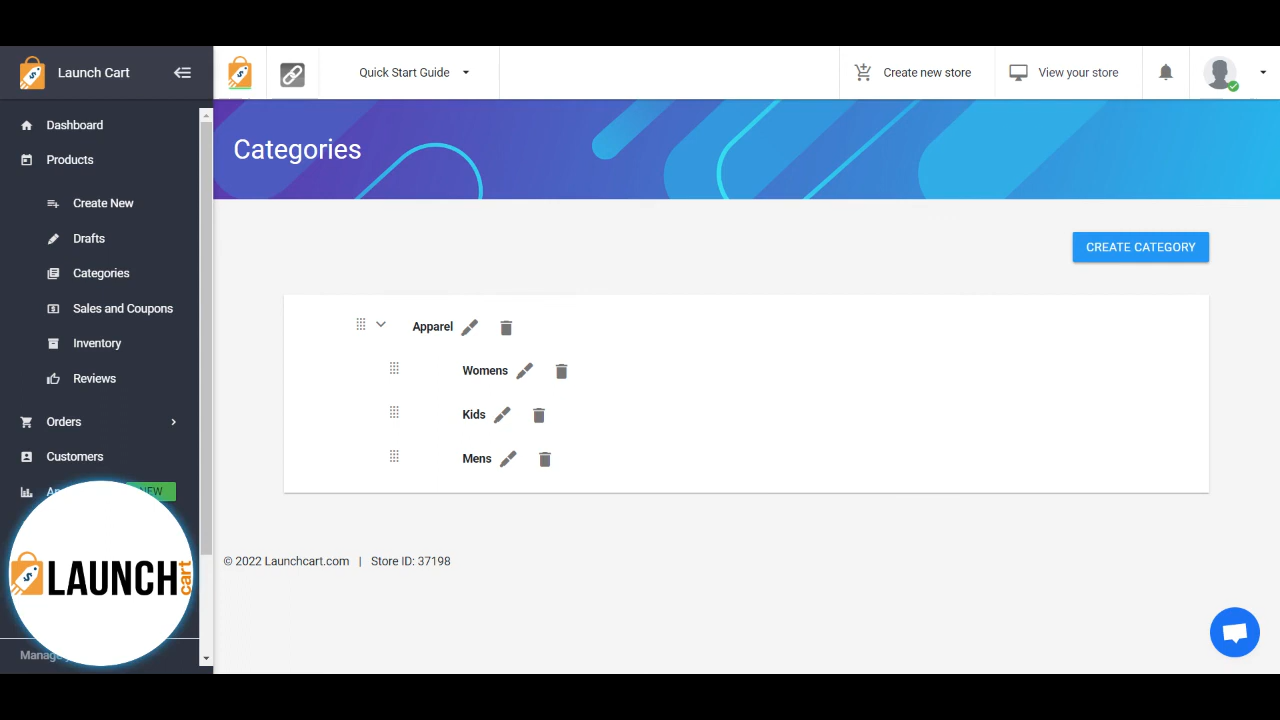 Launch Cart
Quick Start Guide
Create new store
View your store
Dashboard
Products
Create New
Drafts
Categories
Sales and Coupons
Inventory
Reviews
Orders
Customers
NEW
Categories
CREATE CATEGORY
Apparel
Womens
Kids
Mens
© 2022 Launchcart.com | Store ID: 37198
LAUNCH cart
Manage